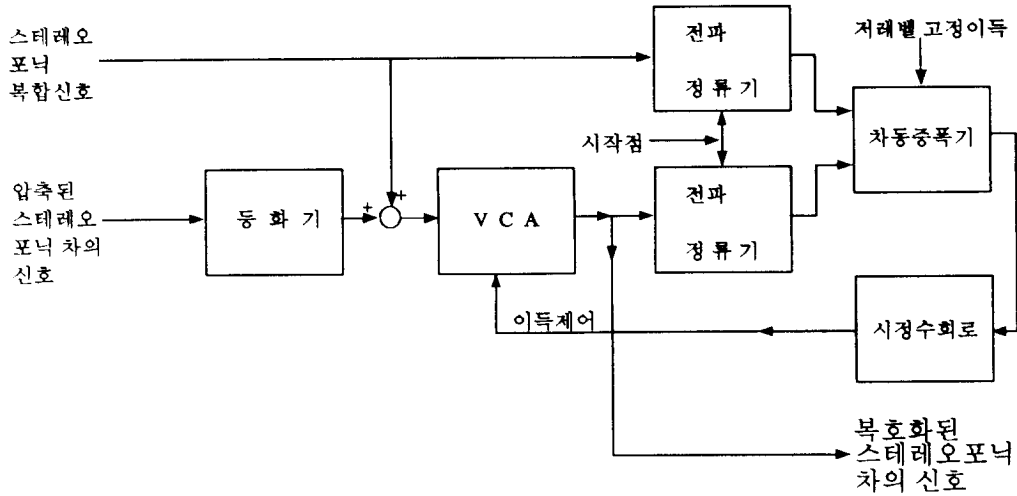 스테레오
포닉
복합신호
전파
정류기
저레벨 고정이득
차동증폭기
시작점
압축된
스테레오
포닉 차의
신호
등화기
+
+
V C A
전파
정류기
이득제어
시정수회로
복호화된
스테레오포닉
차의 신호